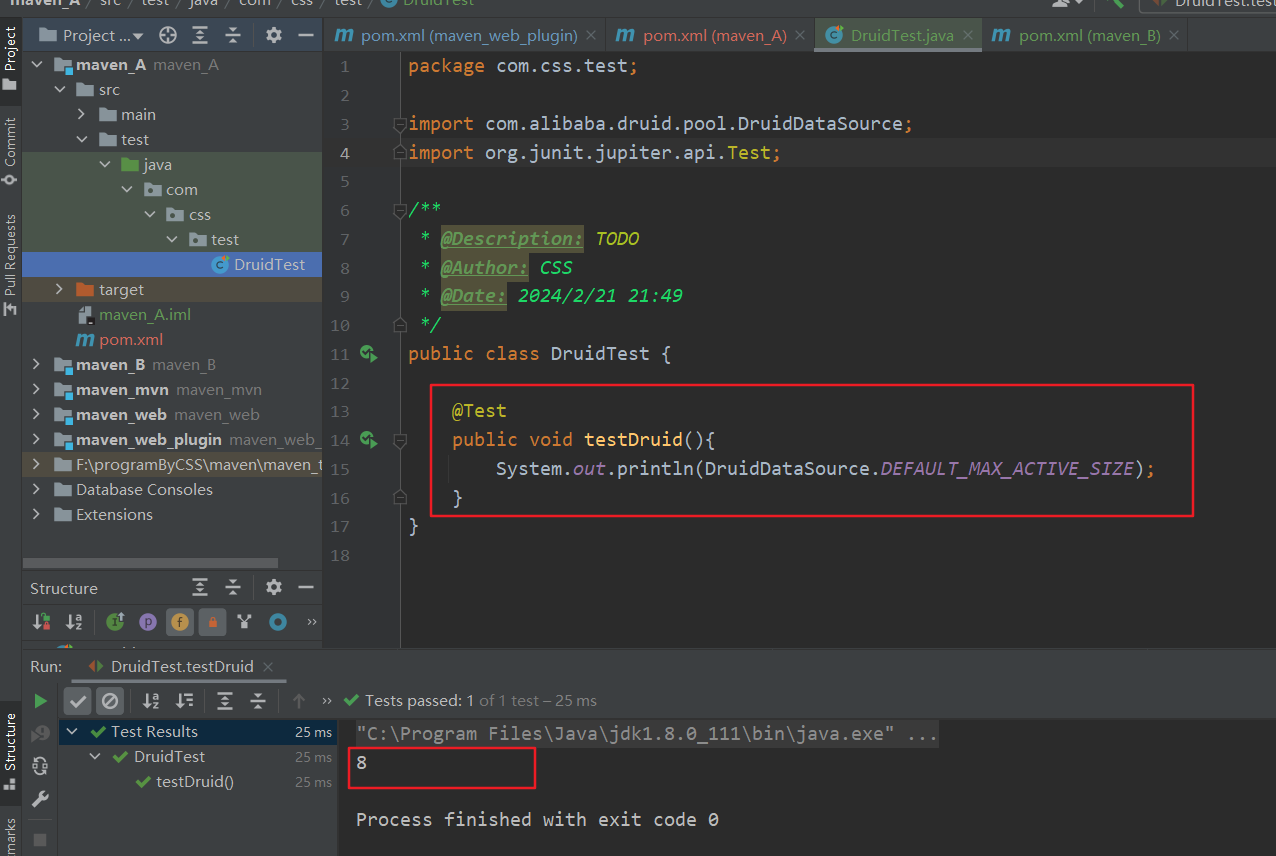 maven_A / src / test / java / com / css / test / DruidTest
DruidTest.test
Project
Commit
Pull Requests
Structure
marks
Project ...
maven_A maven_A
src
main
test
java
com
css
test
DruidTest
target
maven_A.iml
pom.xml
maven_B maven_B
maven_mvn maven_mvn
maven_web maven_web
maven_web_plugin maven_web_
F:\programByCSS\maven\maven_t
Database Consoles
Extensions
pom.xml (maven_web_plugin)
pom.xml (maven_A)
DruidTest.java
pom.xml (maven_B)
1 package com.css.test;
2
3 import com.alibaba.druid.pool.DruidDataSource;
4 import org.junit.jupiter.api.Test;
5
6 /**
7 * @Description: TODO
8 * @Author: CSS
9 * @Date: 2024/2/21 21:49
10 */
11 public class DruidTest {
12
13 @Test
14 public void testDruid(){
15 System.out.println(DruidDataSource.DEFAULT_MAX_ACTIVE_SIZE);
16 }
17 }
18
Structure
Run: DruidTest.testDruid
Tests passed: 1 of 1 test – 25 ms
Test Results 25 ms
DruidTest 25 ms
testDruid() 25 ms
"C:\Program Files\Java\jdk1.8.0_111\bin\java.exe" ...
8
Process finished with exit code 0